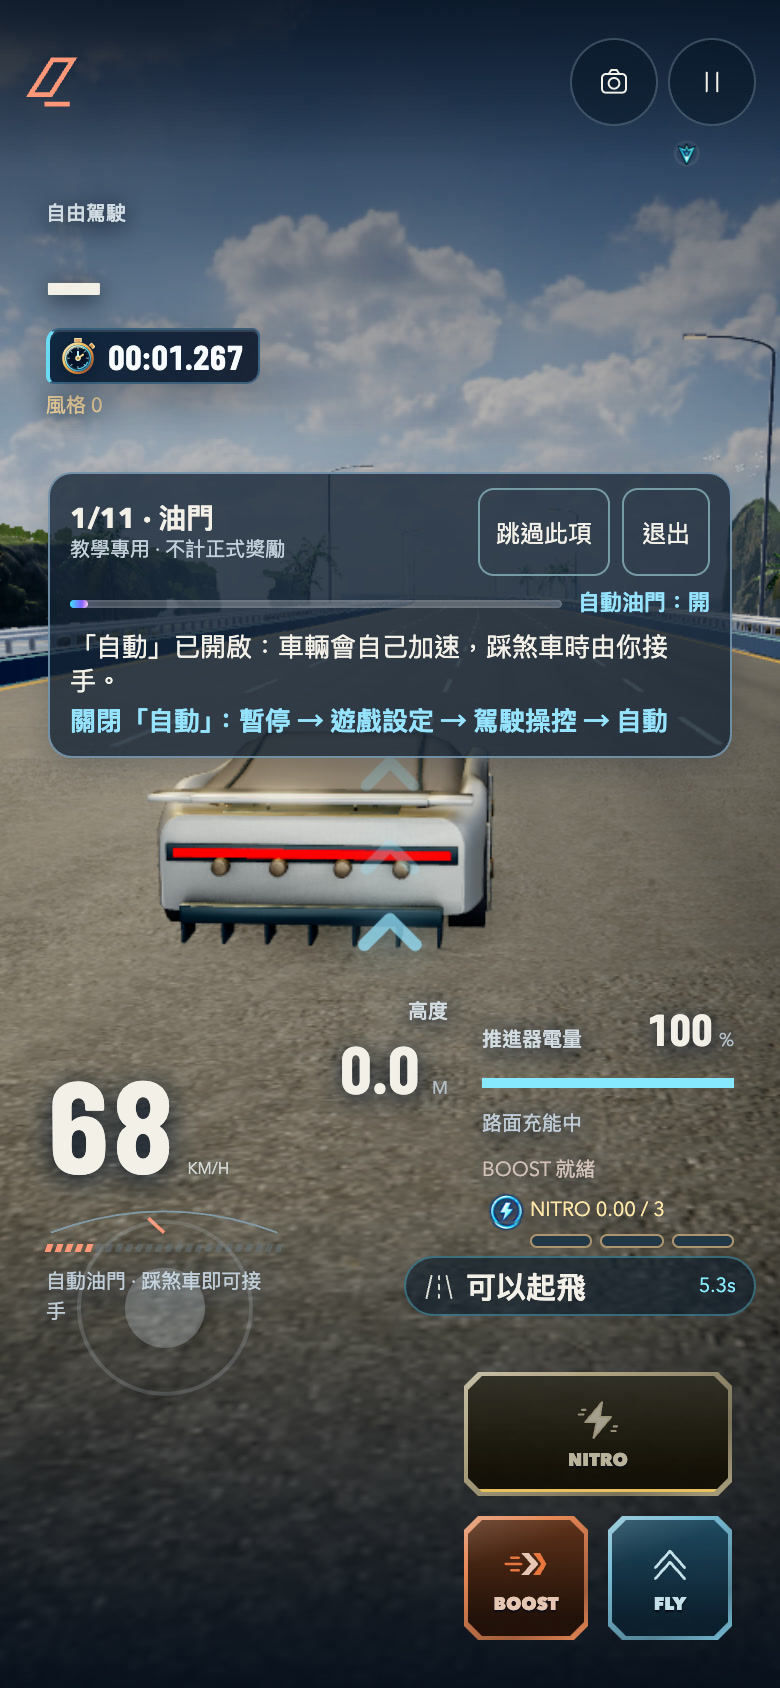 自由駕駛
00:01.267
風格 0
1/11 · 油門
教學專用 · 不計正式獎勵
跳過此項
退出
自動油門：開
「自動」已開啟：車輛會自己加速，踩煞車時由你接
手。
關閉「自動」：暫停 → 遊戲設定 → 駕駛操控 → 自動
高度
0.0 M
推進器電量 100 %
路面充能中
BOOST 就緒
NITRO 0.00 / 3
68 KM/H
自動油門 · 踩煞車即可接
手
可以起飛 5.3s
NITRO
BOOST
FLY